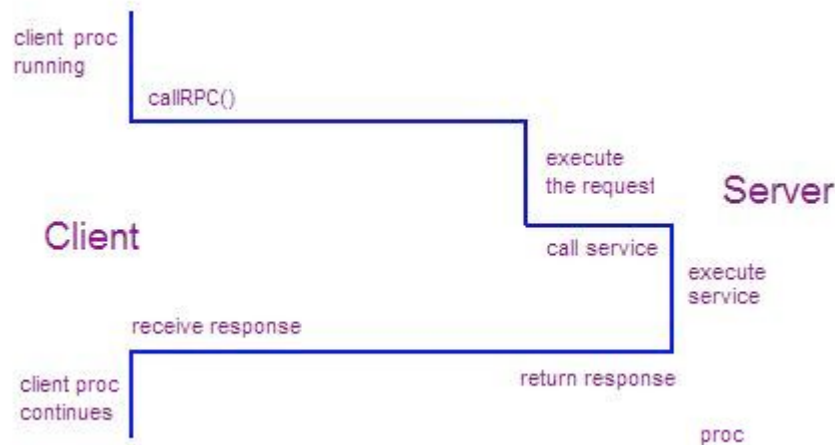 client proc
running
callRPC()
execute
the request
Server
Client
call service
execute
service
receive response
return response
client proc
continues
proc